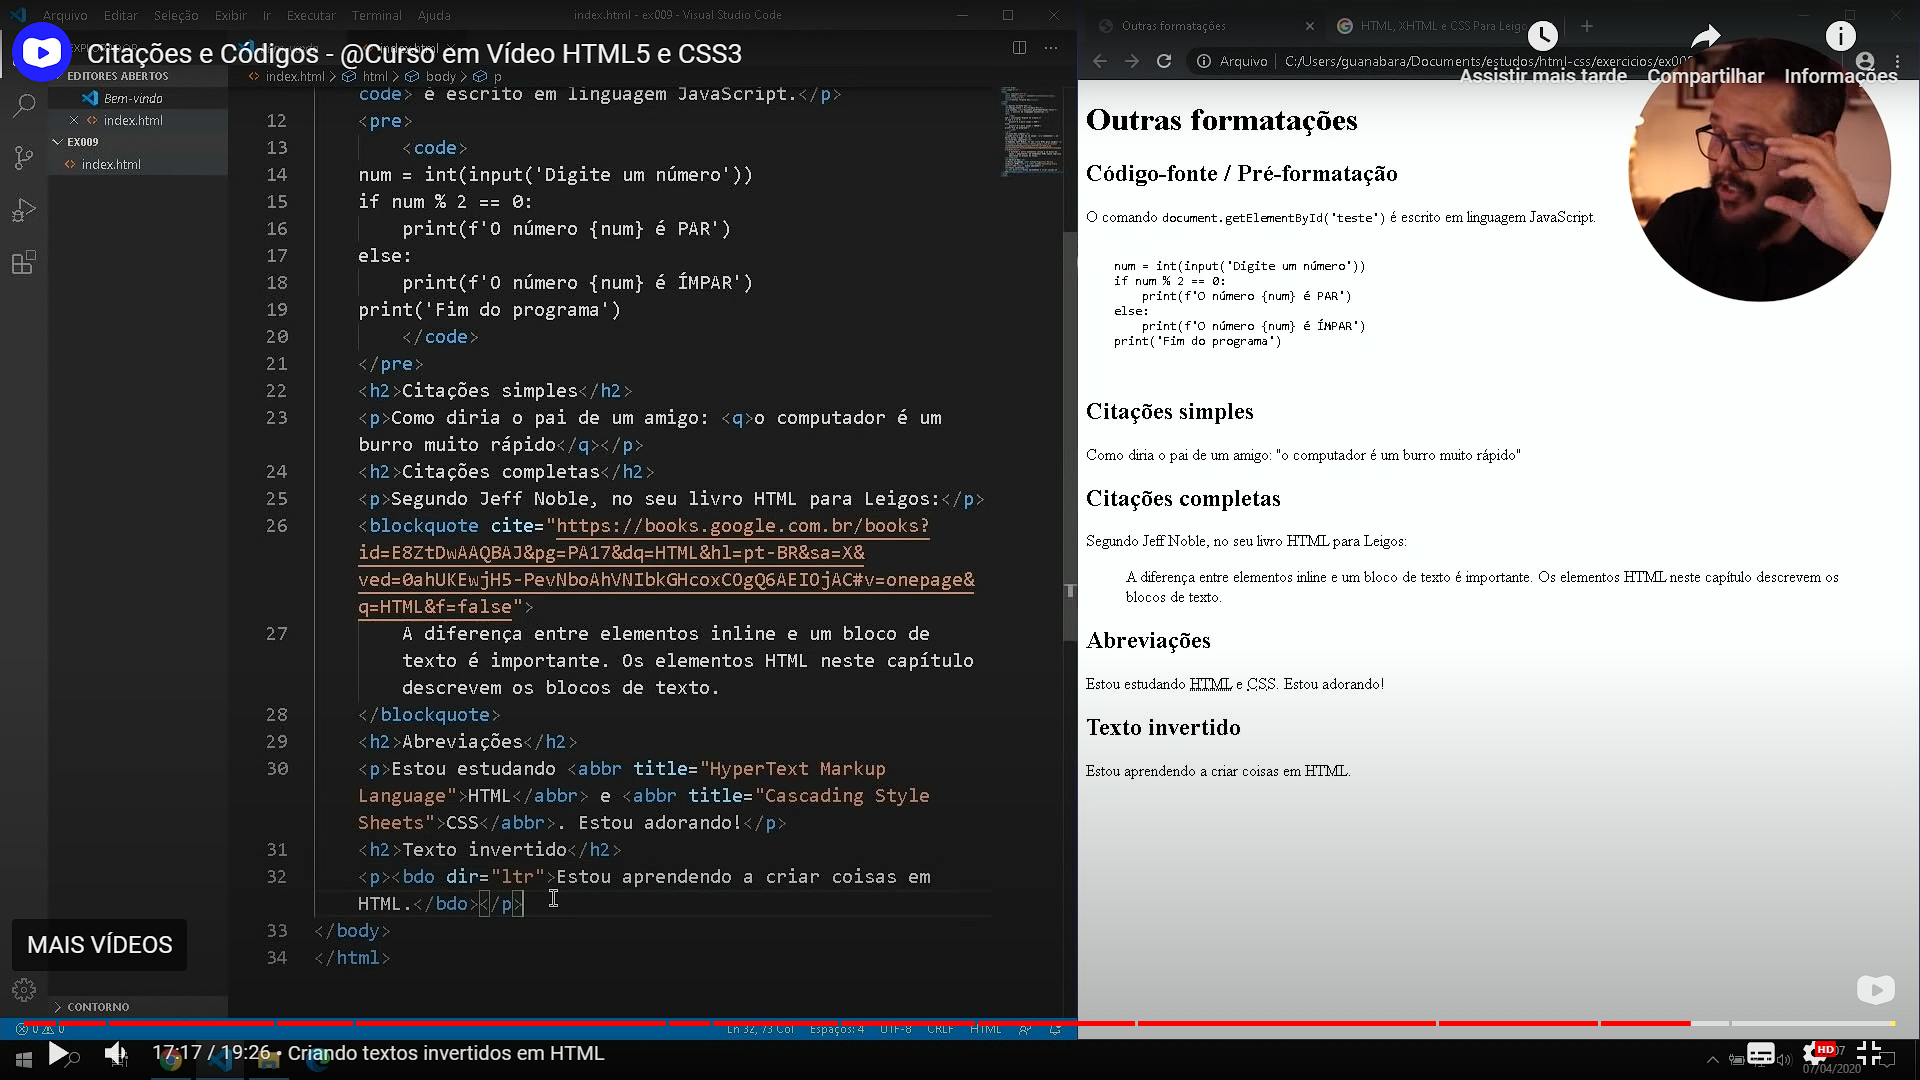 Arquivo Editar Seleção Exibir Ir Executar Terminal Ajuda
index.html - ex009 - Visual Studio Code
Citações e Códigos - @Curso em Vídeo HTML5 e CSS3
EDITORES ABERTOS
Bem-vindo
index.html
EX009
index.html
CONTORNO
index.html > html > body > p
code> é escrito em linguagem JavaScript.</p>
12 <pre>
13 <code>
14 num = int(input('Digite um número'))
15 if num % 2 == 0:
16 print(f'O número {num} é PAR')
17 else:
18 print(f'O número {num} é ÍMPAR')
19 print('Fim do programa')
20 </code>
21 </pre>
22 <h2>Citações simples</h2>
23 <p>Como diria o pai de um amigo: <q>o computador é um
burro muito rápido</q></p>
24 <h2>Citações completas</h2>
25 <p>Segundo Jeff Noble, no seu livro HTML para Leigos:</p>
26 <blockquote cite="https://books.google.com.br/books?
id=E8ZtDwAAQBAJ&pg=PA17&dq=HTML&hl=pt-BR&sa=X&
ved=0ahUKEwjH5-PevNboAhVNIbkGHcoxCOgQ6AEIOjAC#v=onepage&
q=HTML&f=false">
27 A diferença entre elementos inline e um bloco de
texto é importante. Os elementos HTML neste capítulo
descrevem os blocos de texto.
28 </blockquote>
29 <h2>Abreviações</h2>
30 <p>Estou estudando <abbr title="HyperText Markup
Language">HTML</abbr> e <abbr title="Cascading Style
Sheets">CSS</abbr>. Estou adorando!</p>
31 <h2>Texto invertido</h2>
32 <p><bdo dir="ltr">Estou aprendendo a criar coisas em
HTML.</bdo></p>
33 </body>
34 </html>
MAIS VÍDEOS
0 0
Ln 32, 73 Col Espaços: 4 UTF-8 CRLF HTML
17:17 / 19:26 • Criando textos invertidos em HTML
Outras formatações
HTML, XHTML e CSS Para Leigo
Arquivo | C:/Users/guanabara/Documents/estudos/html-css/exercicios/ex009
Assistir mais tarde Compartilhar Informações
Outras formatações
Código-fonte / Pré-formatação
O comando document.getElementById('teste') é escrito em linguagem JavaScript.
num = int(input('Digite um número'))
if num % 2 == 0:
print(f'O número {num} é PAR')
else:
print(f'O número {num} é ÍMPAR')
print('Fim do programa')
Citações simples
Como diria o pai de um amigo: "o computador é um burro muito rápido"
Citações completas
Segundo Jeff Noble, no seu livro HTML para Leigos:
A diferença entre elementos inline e um bloco de texto é importante. Os elementos HTML neste capítulo descrevem os
blocos de texto.
Abreviações
Estou estudando HTML e CSS. Estou adorando!
Texto invertido
Estou aprendendo a criar coisas em HTML.
HD
07/04/2020